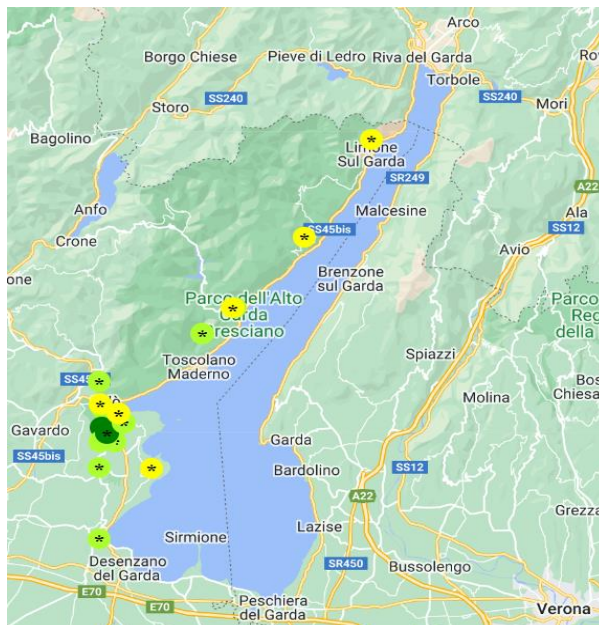 Arco
Borgo Chiese
Pieve di Ledro
Riva del Garda
Torbole
SS240
SS240
Storo
Mori
Bagolino
Limone
Sul Garda
SR249
A22
Anfo
Malcesine
Ala
SS45bis
SS12
Crone
Avio
one
Brenzone
sul Garda
Parco dell'Alto
Garda
Bresciano
Parco
Reg
della
Spiazzi
Toscolano
Maderno
SS45
Bos
Chiesa
Molina
Gavardo
Garda
SS45bis
Bardolino
SS12
A22
Grezza
Lazise
Sirmione
Desenzano
del Garda
SR450
Bussolengo
E70
E70
Peschiera
del Garda
Verona